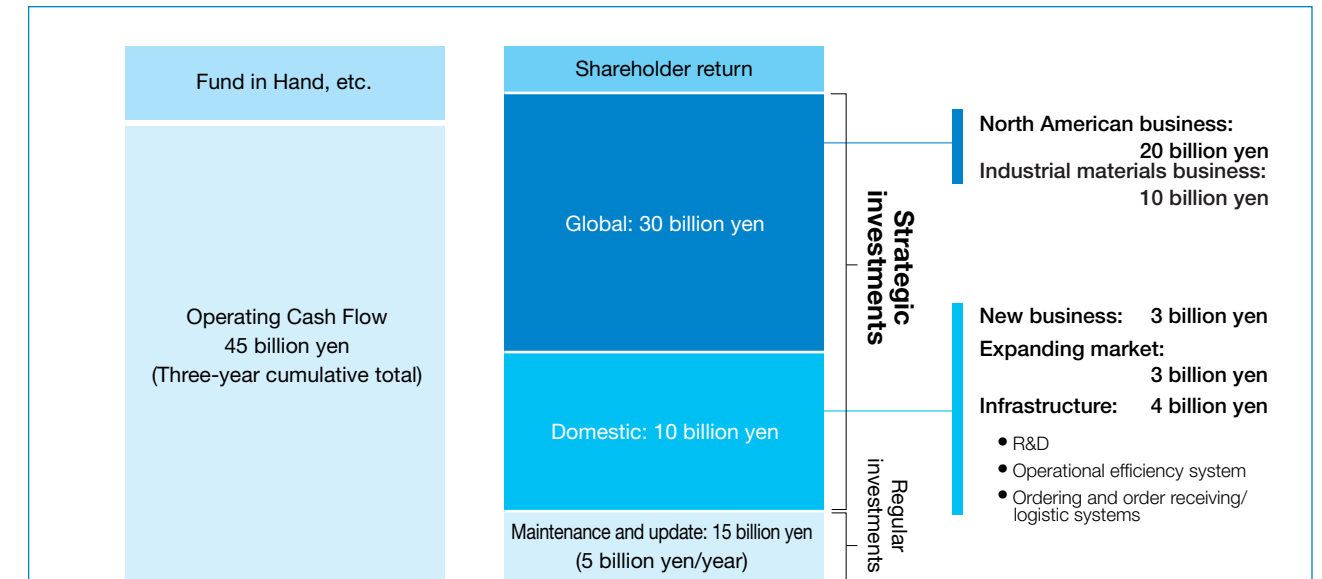 Fund in Hand, etc.
Operating Cash Flow
45 billion yen
(Three-year cumulative total)
Shareholder return
Global: 30 billion yen
Domestic: 10 billion yen
Maintenance and update: 15 billion yen
(5 billion yen/year)
Strategic
investments
Regular
investments
North American business:
20 billion yen
Industrial materials business:
10 billion yen
New business: 3 billion yen
Expanding market:
3 billion yen
Infrastructure: 4 billion yen
• R&D
• Operational efficiency system
• Ordering and order receiving/
logistic systems